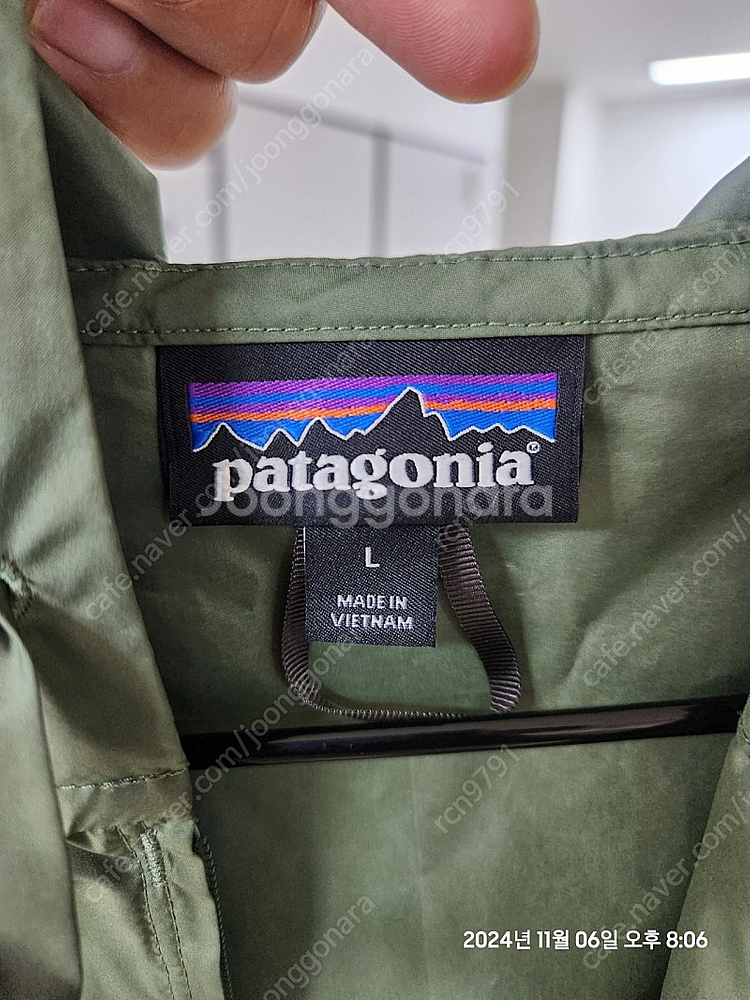 patagonia®
Joonggonara
L
MADE IN
VIETNAM
cafe.naver.com/joonggonara
rcn9791
2024년 11월 06일 오후 8:06